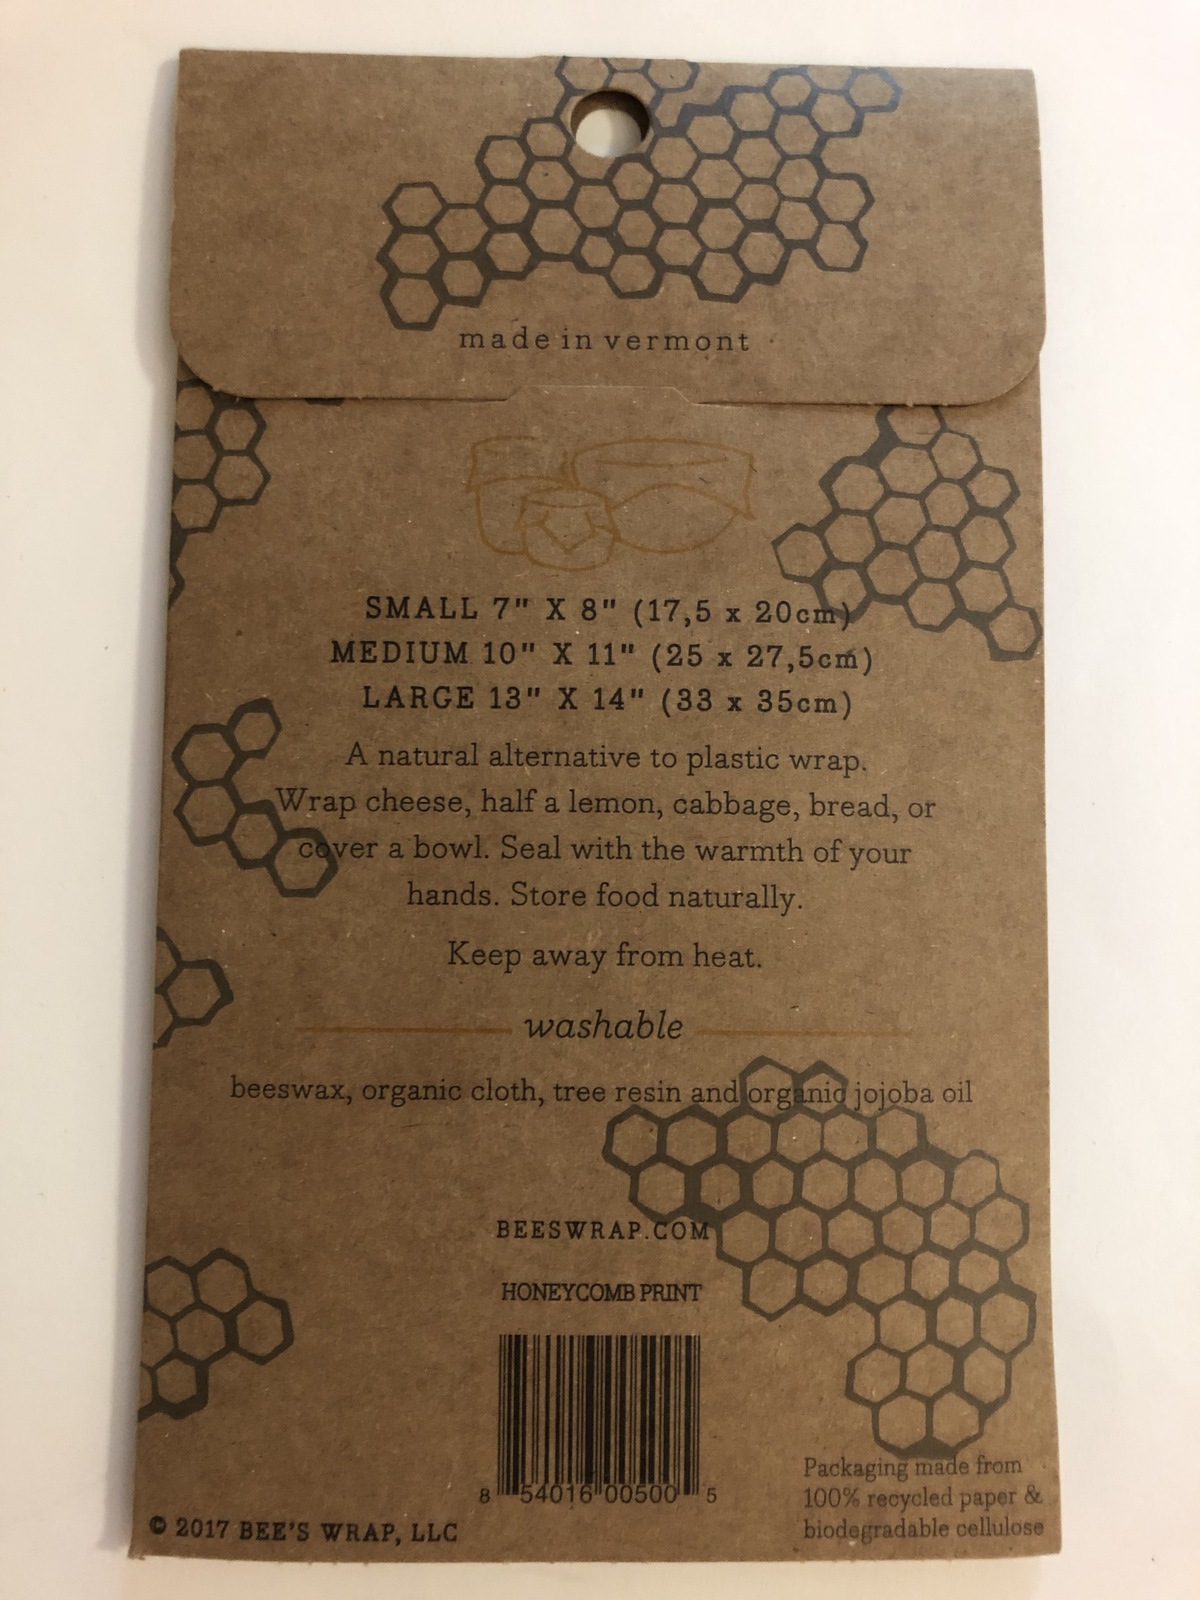 made in vermont
SMALL 7" X 8" (17,5 x 20cm)
MEDIUM 10" X 11" (25 x 27,5cm)
LARGE 13" X 14" (33 x 35cm)
A natural alternative to plastic wrap.
Wrap cheese, half a lemon, cabbage, bread, or
cover a bowl. Seal with the warmth of your
hands. Store food naturally.
Keep away from heat.
washable
beeswax, organic cloth, tree resin and organic jojoba oil
BEESWRAP.COM
HONEYCOMB PRINT
8 54016 00500 5
Packaging made from
100% recycled paper &
biodegradable cellulose
© 2017 BEE'S WRAP, LLC